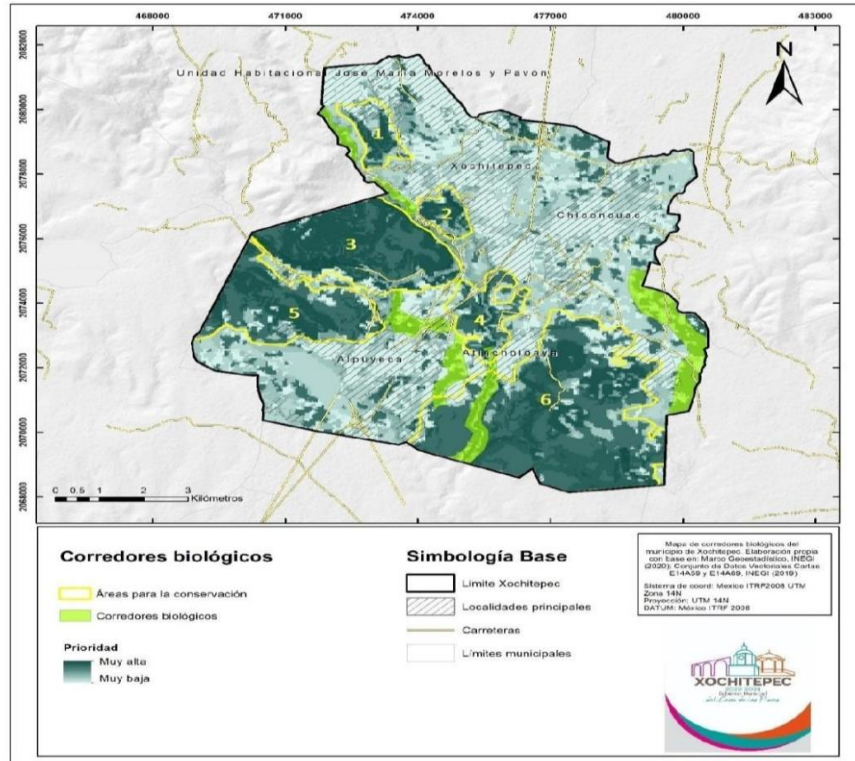 468000 471000 474000 477000 480000 483000
2082000
2080000
2078000
2076000
2074000
2072000
2070000
2068000
N
Unidad Habitacional José María Morelos y Pavón
1
Xochitepec
2
Chiconcuac
3
5
4
Alpuyeca
Atlacholoaya
6
0 0.5 1 2 3
Kilómetros
Corredores biológicos
Áreas para la conservación
Corredores biológicos
Prioridad
Muy alta
Muy baja
Simbología Base
Limite Xochitepec
Localidades principales
Carreteras
Límites municipales
Mapa de corredores biológicos del
municipio de Xochitepec. Elaboración propia
con base en: Marco Geoestadístico, INEGI
(2020); Conjunto de Datos Vectoriales Cartas
E14A59 y E14A69, INEGI (2019)
Sistema de coord: Mexico ITRF2008 UTM
Zona 14N
Proyección: UTM 14N
DATUM: México ITRF 2008
XOCHITEPEC
Gobierno Municipal